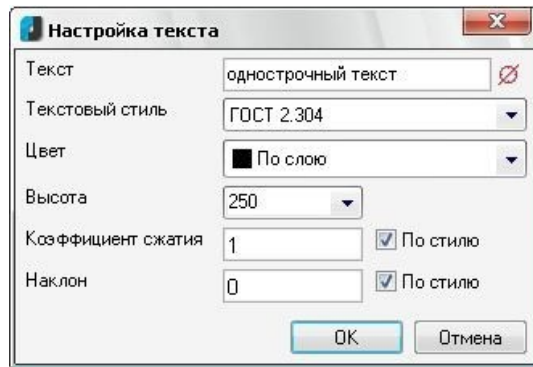 Настройка текста
Текст однострочный текст
Текстовый стиль ГОСТ 2.304
Цвет По слою
Высота 250
Коэффициент сжатия 1 По стилю
Наклон 0 По стилю
OK Отмена